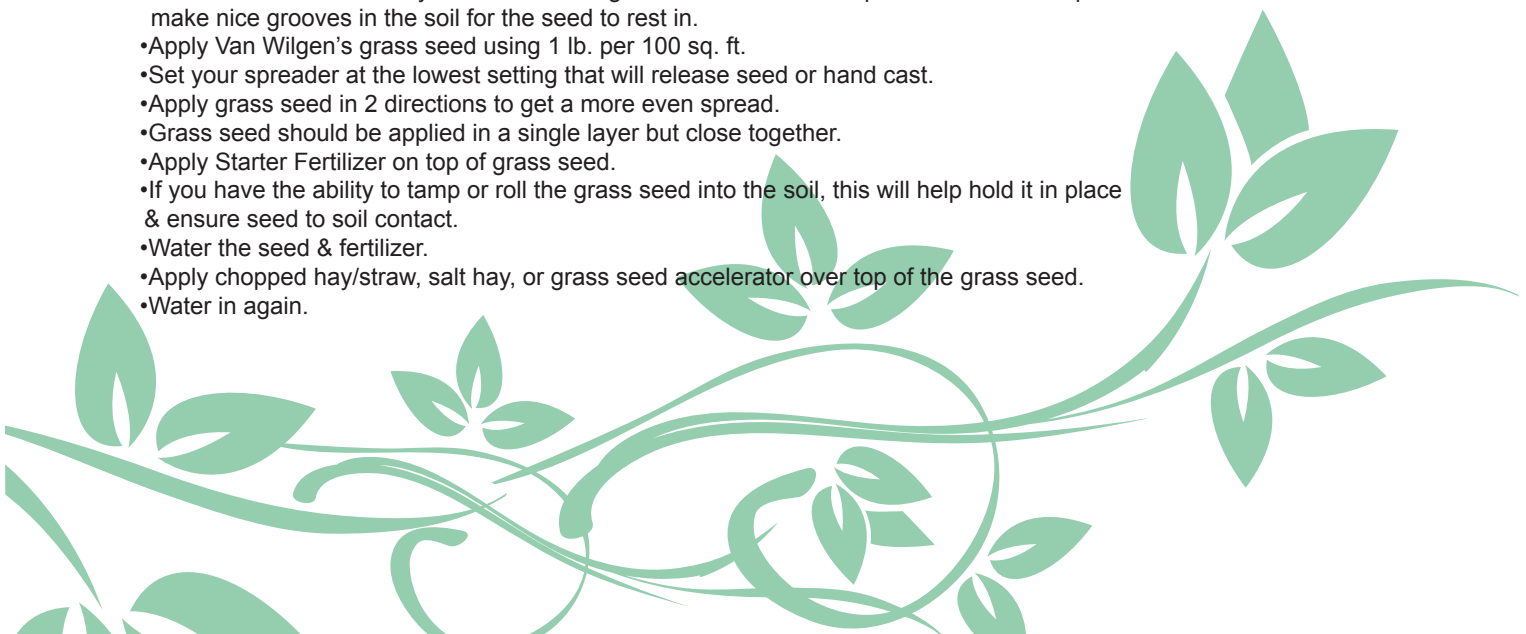 make nice grooves in the soil for the seed to rest in.
•Apply Van Wilgen’s grass seed using 1 lb. per 100 sq. ft.
•Set your spreader at the lowest setting that will release seed or hand cast.
•Apply grass seed in 2 directions to get a more even spread.
•Grass seed should be applied in a single layer but close together.
•Apply Starter Fertilizer on top of grass seed.
•If you have the ability to tamp or roll the grass seed into the soil, this will help hold it in place
& ensure seed to soil contact.
•Water the seed & fertilizer.
•Apply chopped hay/straw, salt hay, or grass seed accelerator over top of the grass seed.
•Water in again.